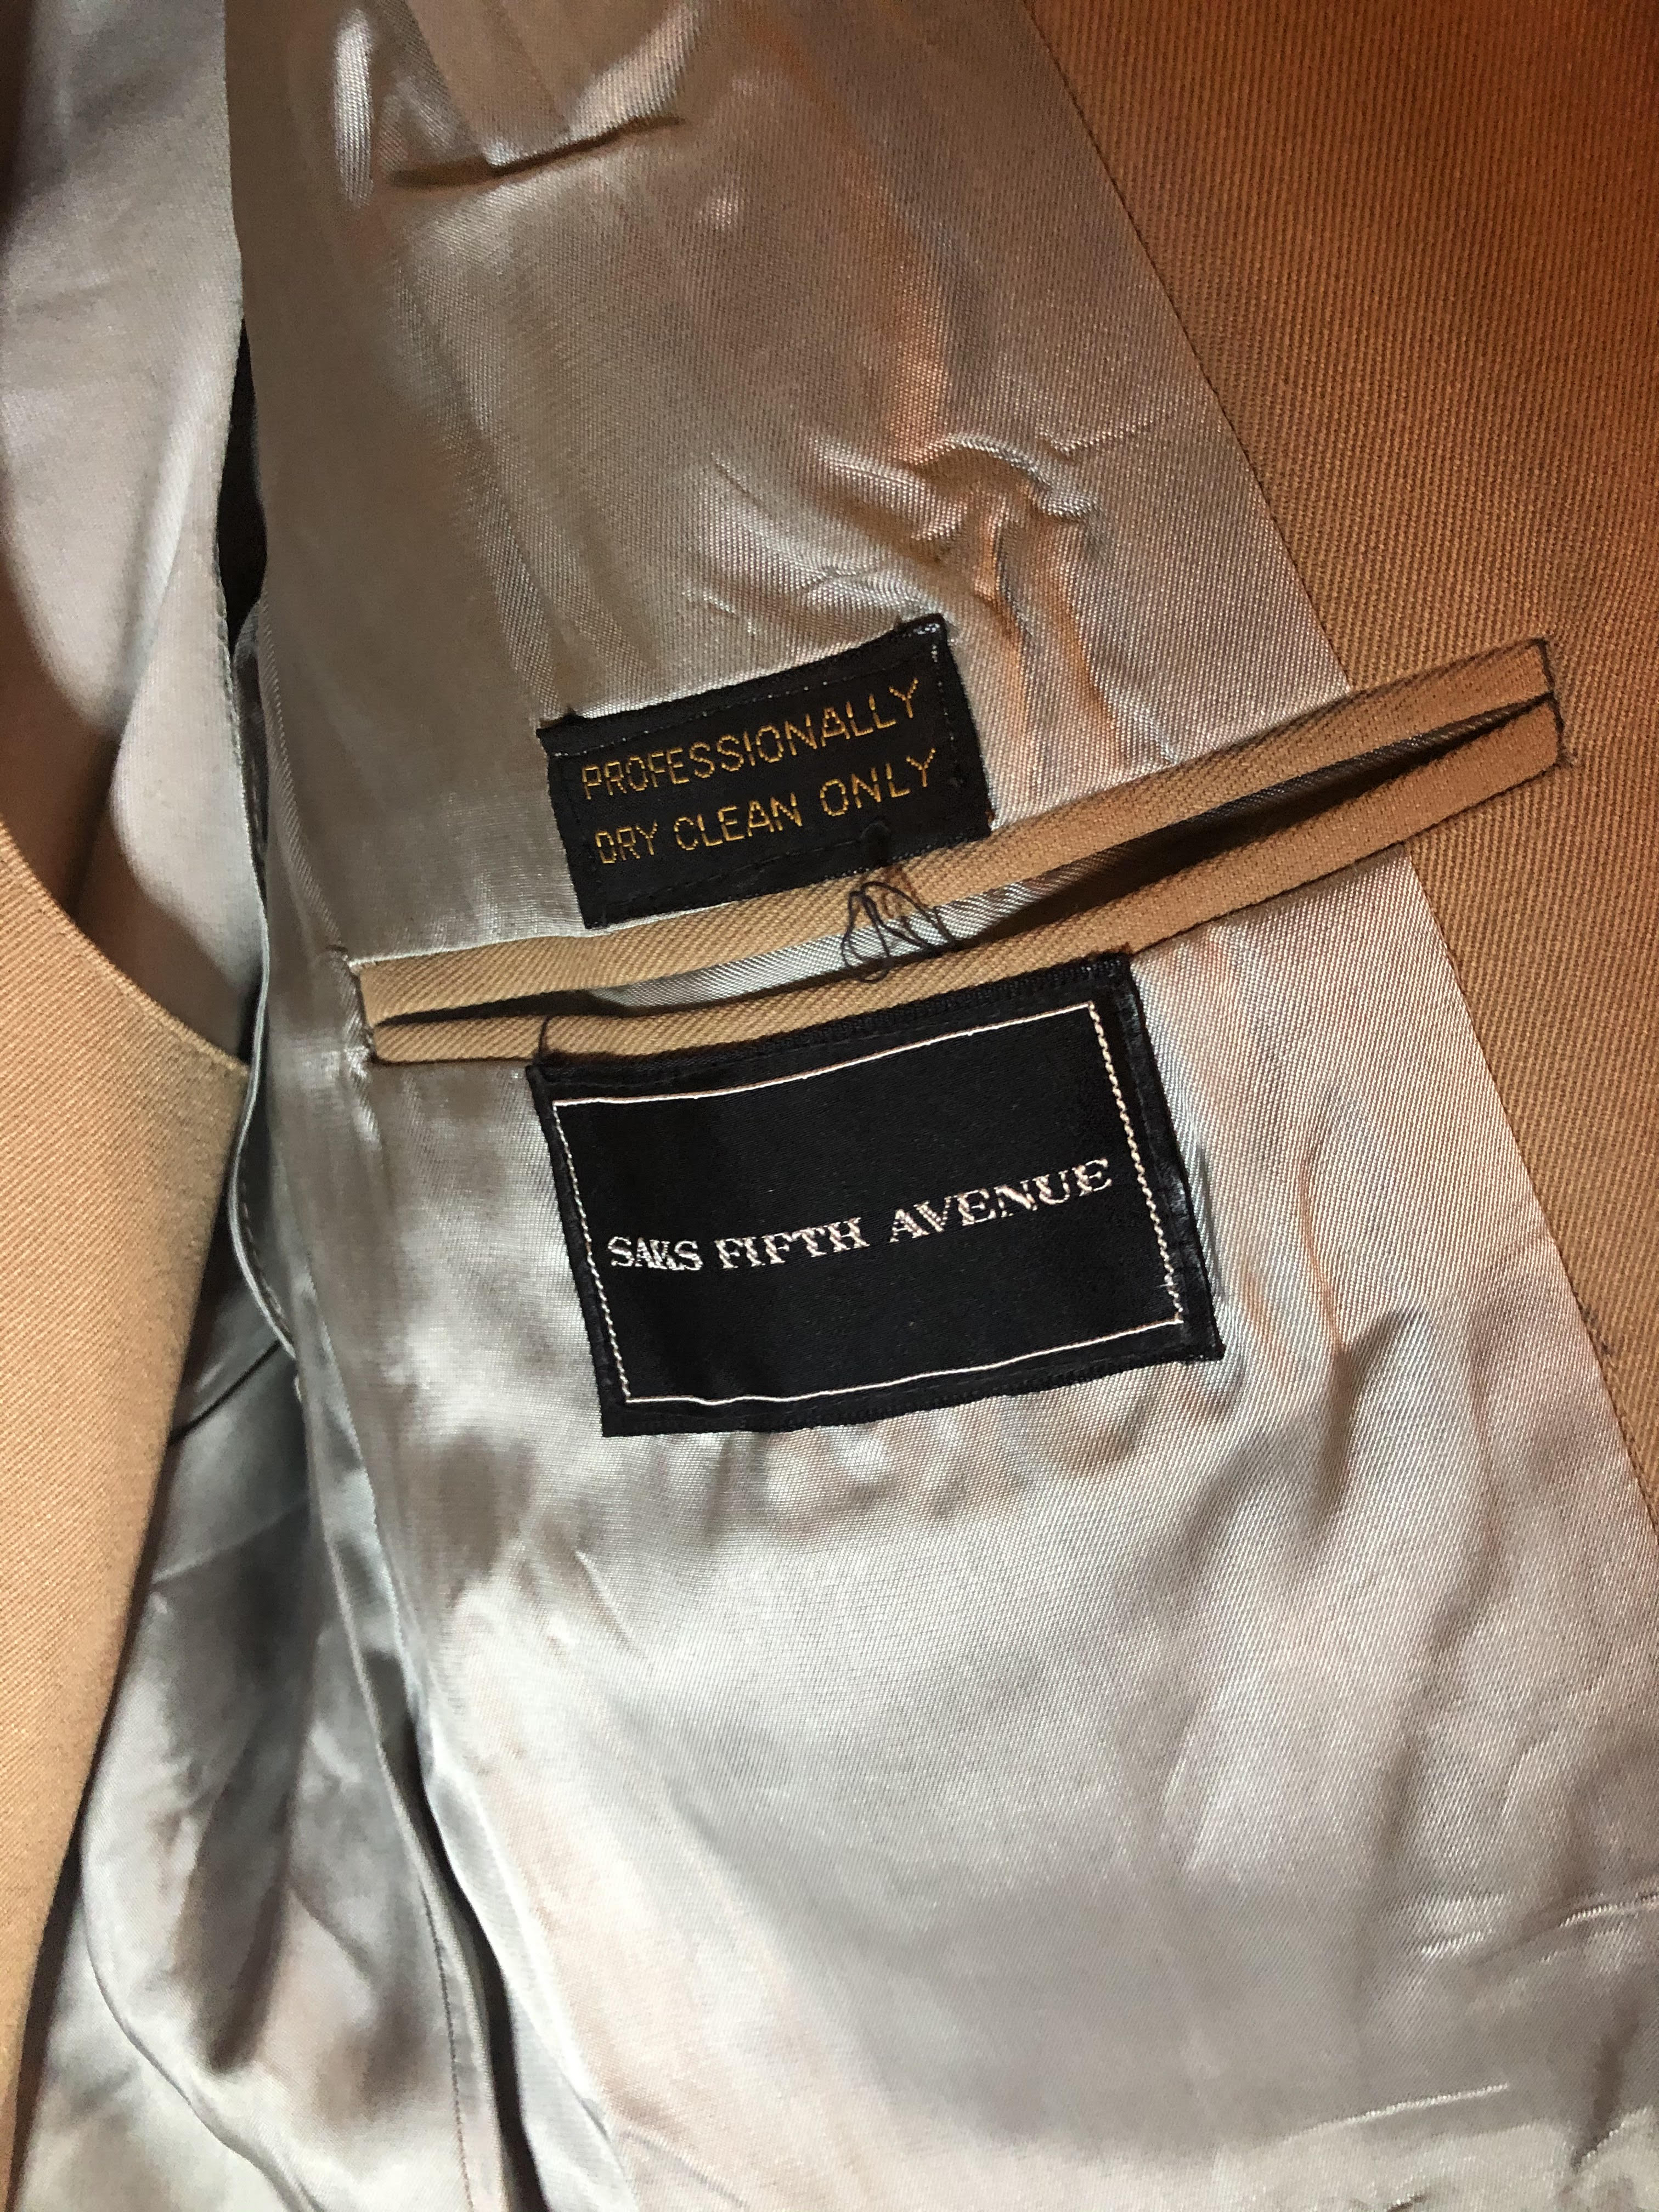 PROFESSIONALLY
DRY CLEAN ONLY
SAKS FIFTH AVENUE